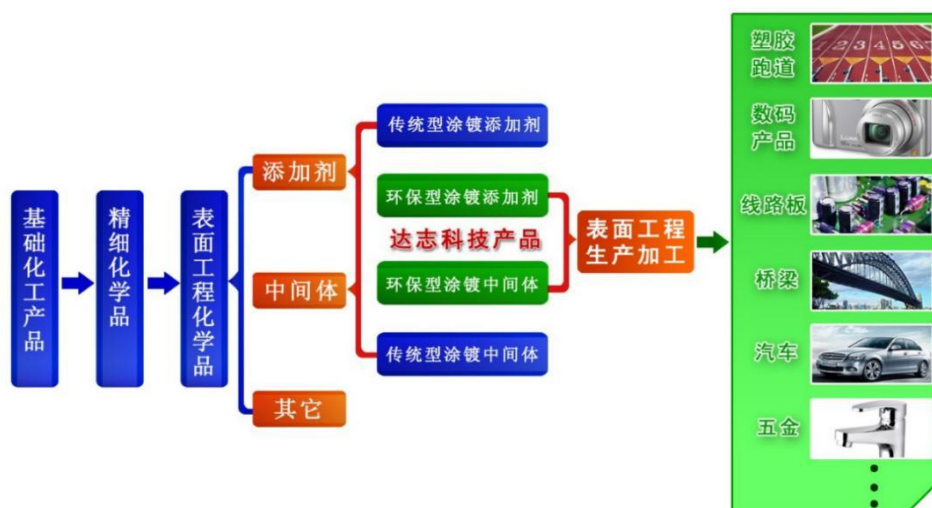 基础化工产品
精细化学品
表面工程化学品
添加剂
中间体
其它
传统型涂镀添加剂
环保型涂镀添加剂
达志科技产品
环保型涂镀中间体
传统型涂镀中间体
表面工程
生产加工
塑胶
跑道
数码
产品
线路板
桥梁
汽车
五金